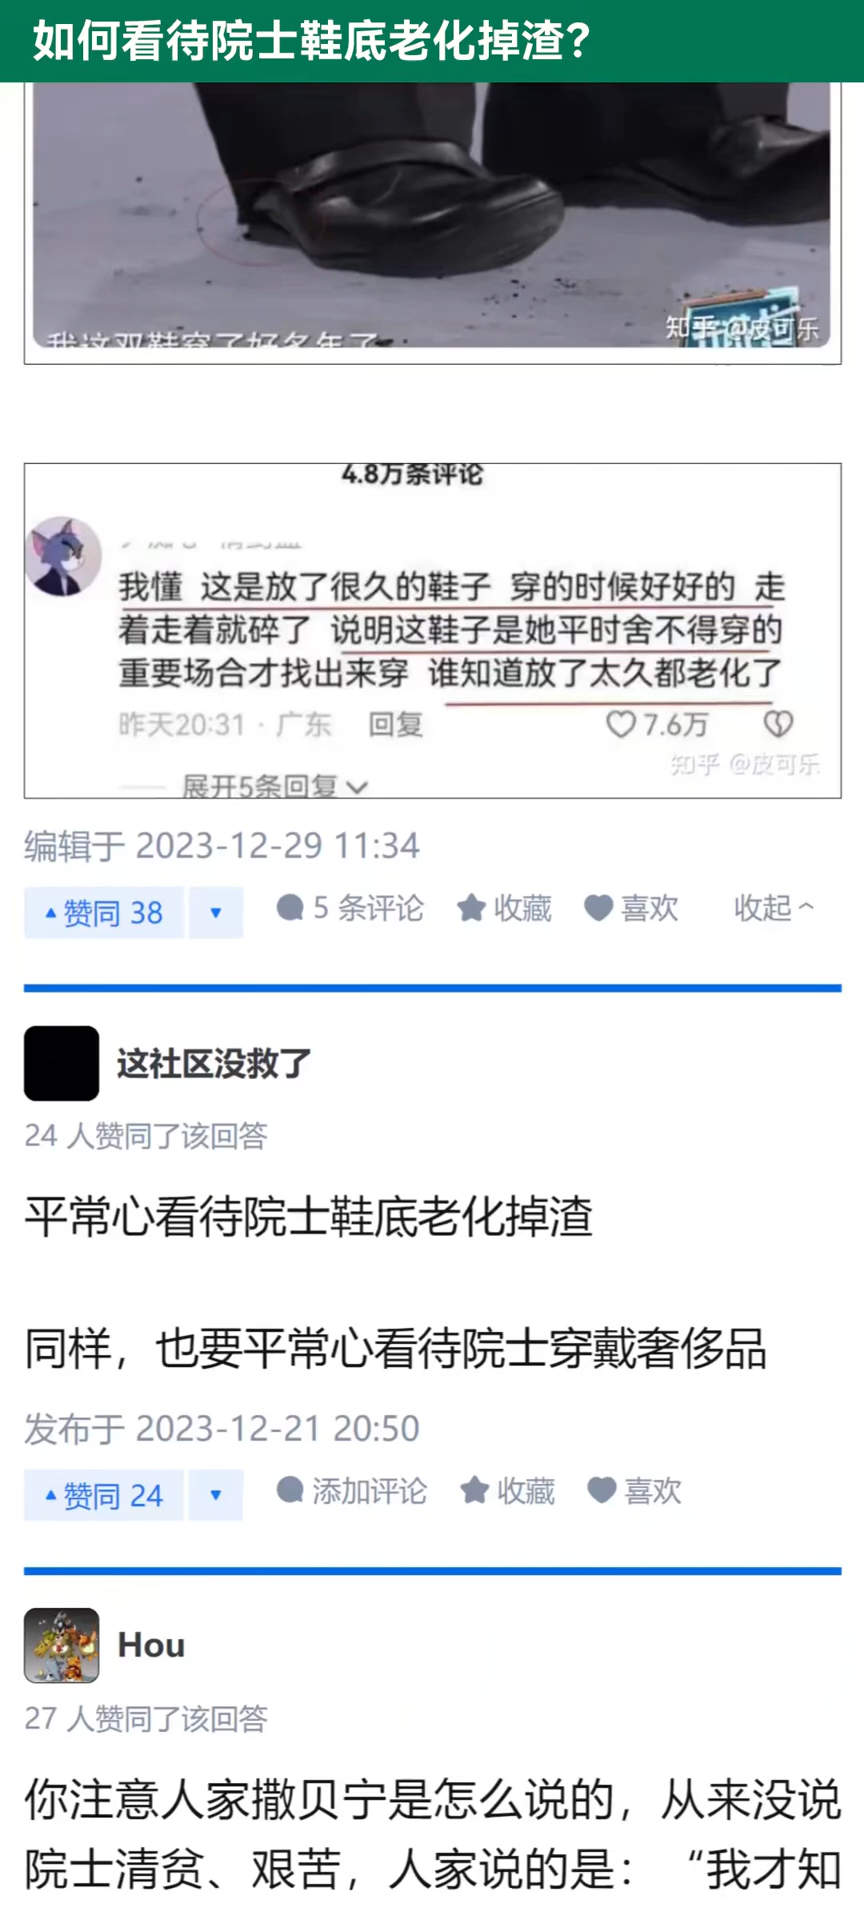 如何看待院士鞋底老化掉渣？
我这双鞋穿了好多年了
知乎 @皮可乐
4.8万条评论
我懂 这是放了很久的鞋子 穿的时候好好的 走
着走着就碎了 说明这鞋子是她平时舍不得穿的
重要场合才找出来穿 谁知道放了太久都老化了
昨天20:31 · 广东 回复 7.6万
知乎 @皮可乐
展开5条回复
编辑于 2023-12-29 11:34
赞同 38 5 条评论 收藏 喜欢 收起
这社区没救了
24 人赞同了该回答
平常心看待院士鞋底老化掉渣
同样，也要平常心看待院士穿戴奢侈品
发布于 2023-12-21 20:50
赞同 24 添加评论 收藏 喜欢
Hou
27 人赞同了该回答
你注意人家撒贝宁是怎么说的，从来没说
院士清贫、艰苦，人家说的是：“我才知